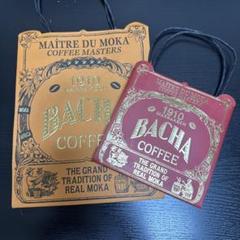 MAÎTRE DU MOKA
COFFEE MASTERS
1910
BACHA
COFFEE
THE GRAND
TRADITION OF
REAL MOKA
1910
BACHA
COFFEE
THE GRAND
TRADITION OF
REAL MOKA